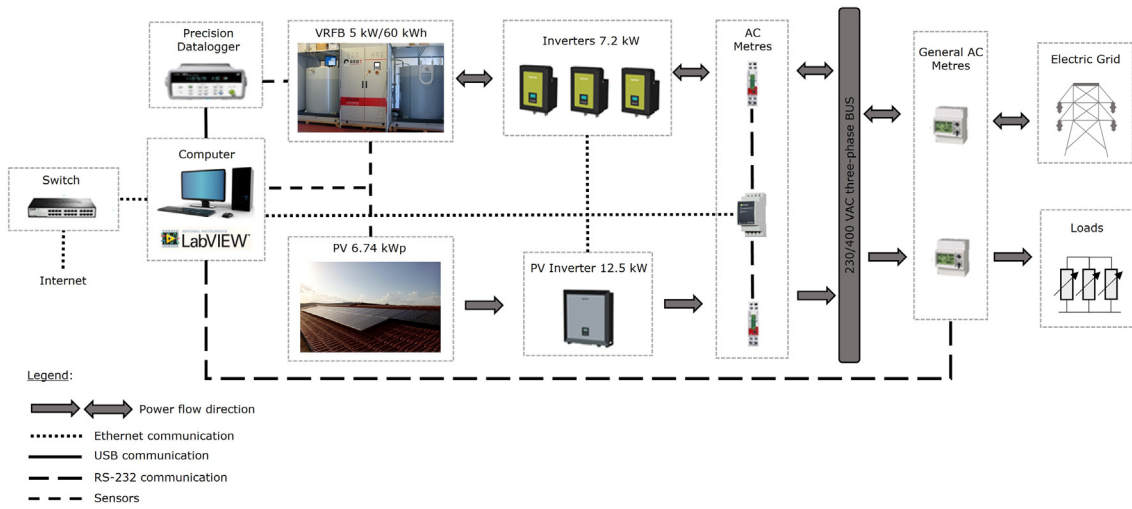 Precision
Datalogger
VRFB 5 kW/60 kWh
Inverters 7.2 kW
AC
Metres
General AC
Metres
Electric Grid
Computer
Switch
LabVIEW
230/400 VAC three-phase BUS
PV 6.74 kWp
PV Inverter 12.5 kW
Loads
Internet
Legend:
Power flow direction
Ethernet communication
USB communication
RS-232 communication
Sensors